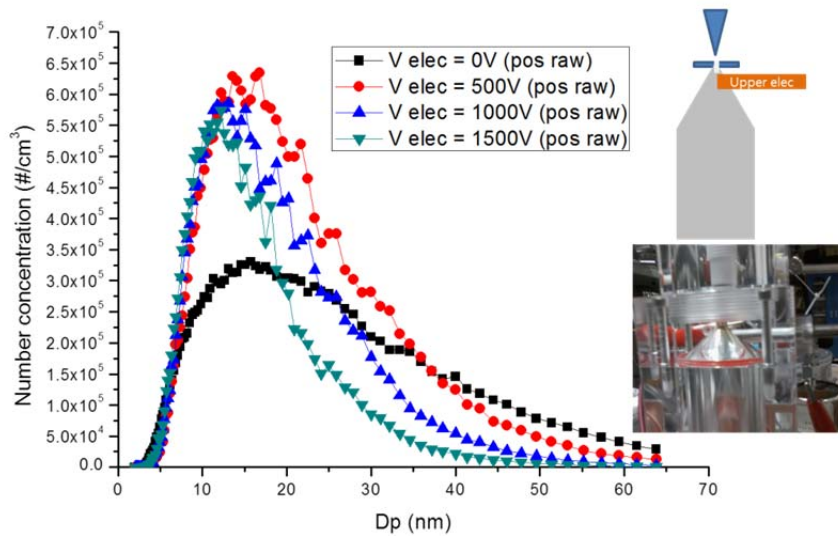 7.0x10⁵
6.5x10⁵
6.0x10⁵
5.5x10⁵
5.0x10⁵
4.5x10⁵
4.0x10⁵
3.5x10⁵
3.0x10⁵
2.5x10⁵
2.0x10⁵
1.5x10⁵
1.0x10⁵
5.0x10⁴
0.0
Number concentration (#/cm³)
V elec = 0V (pos raw)
V elec = 500V (pos raw)
V elec = 1000V (pos raw)
V elec = 1500V (pos raw)
Upper elec
0 10 20 30 40 50 60 70
Dp (nm)